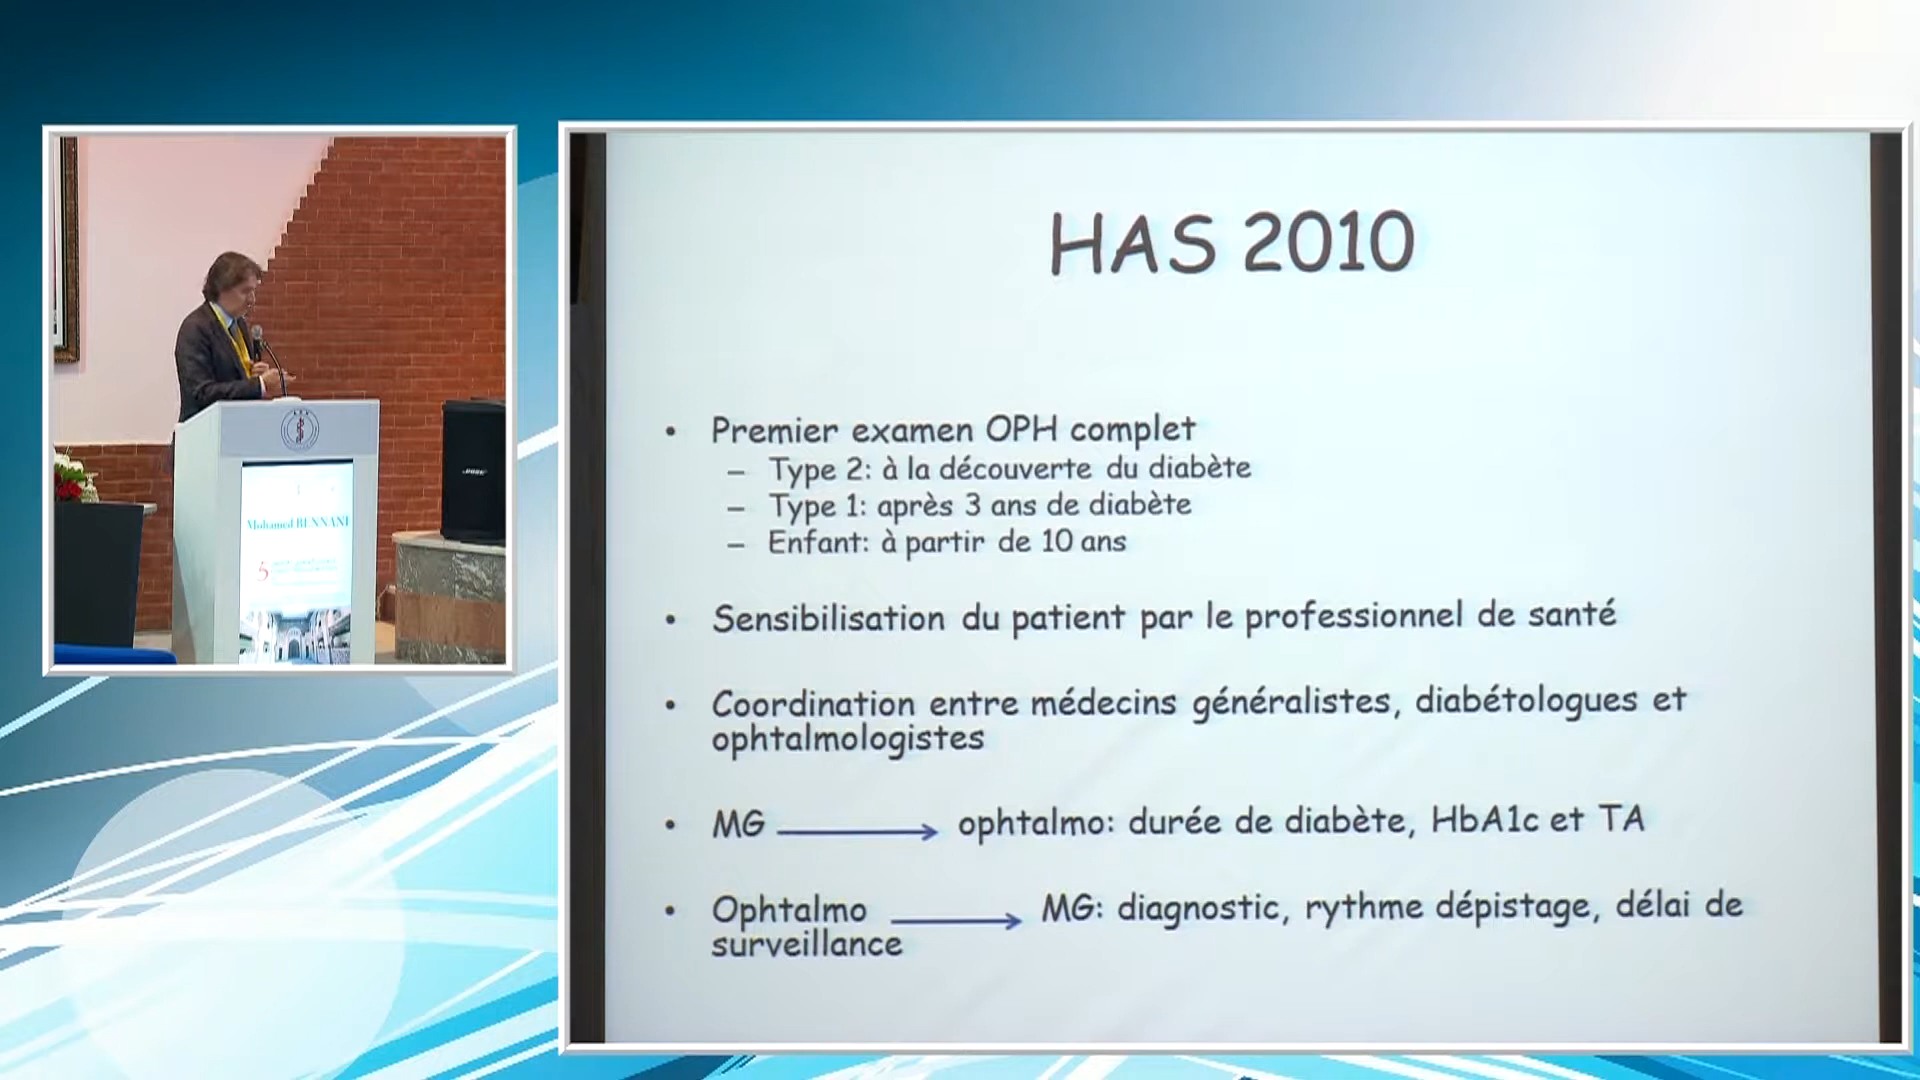 HAS 2010
• Premier examen OPH complet
– Type 2: à la découverte du diabète
– Type 1: après 3 ans de diabète
– Enfant: à partir de 10 ans
• Sensibilisation du patient par le professionnel de santé
• Coordination entre médecins généralistes, diabétologues et
ophtalmologistes
• MG → ophtalmo: durée de diabète, HbA1c et TA
• Ophtalmo → MG: diagnostic, rythme dépistage, délai de
surveillance
Mohamed BENNANI
5
BOSE